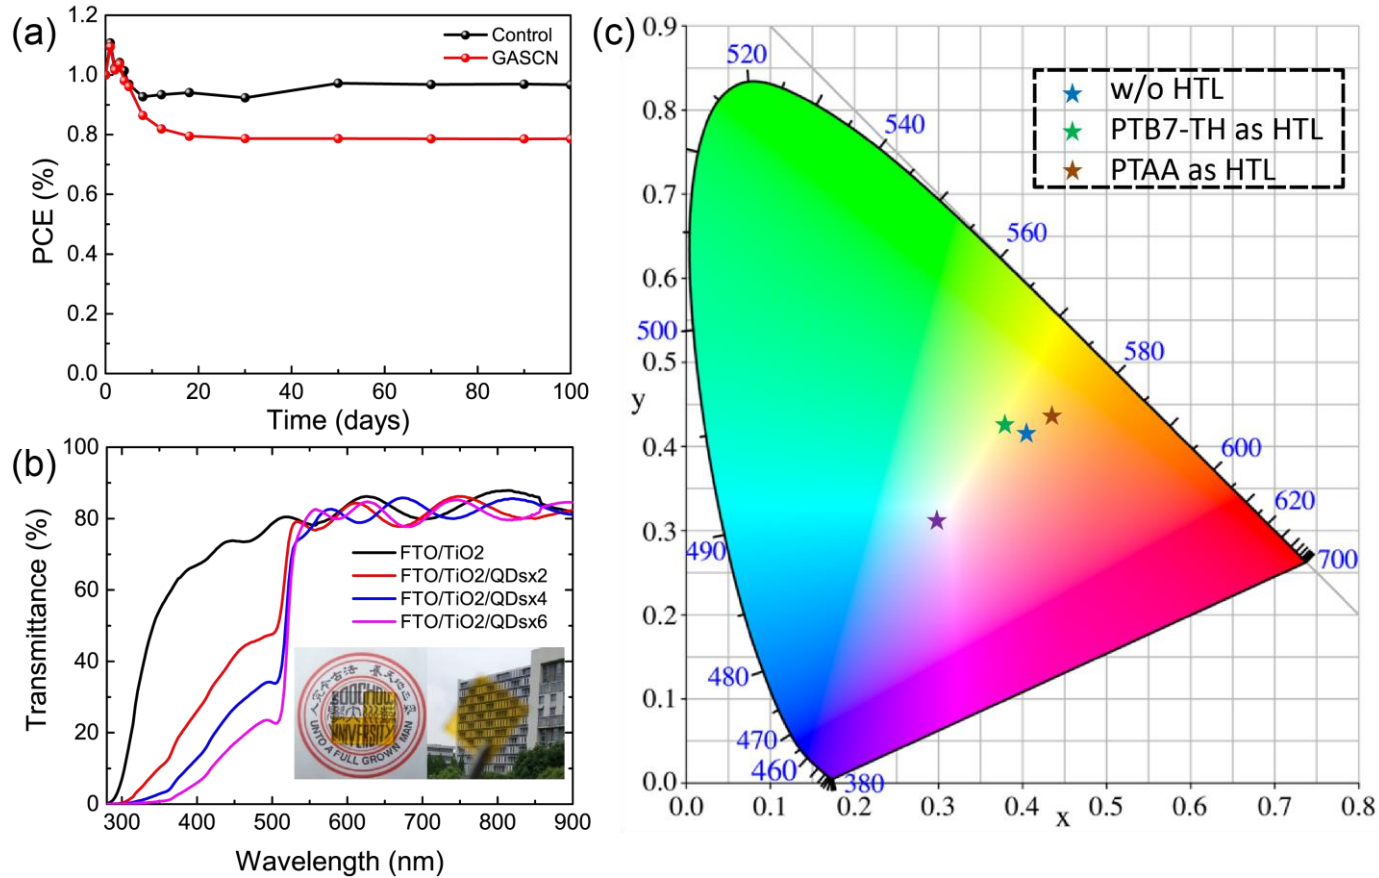 (a)
1.2
1.0
0.8
0.6
0.4
0.2
0.0
PCE (%)
Control
GASCN
0 20 40 60 80 100
Time (days)
(b)
100
80
60
40
20
0
Transmittance (%)
FTO/TiO2
FTO/TiO2/QDsx2
FTO/TiO2/QDsx4
FTO/TiO2/QDsx6
SOOCHOW
UNIVERSITY
UNTO A FULL GROWN MAN
300 400 500 600 700 800 900
Wavelength (nm)
(c)
0.9
0.8
0.7
0.6
0.5
0.4
0.3
0.2
0.1
0.0
y
w/o HTL
PTB7-TH as HTL
PTAA as HTL
520
540
560
580
600
620
700
500
490
480
470
460
380
0.0 0.1 0.2 0.3 0.4 0.5 0.6 0.7 0.8
x